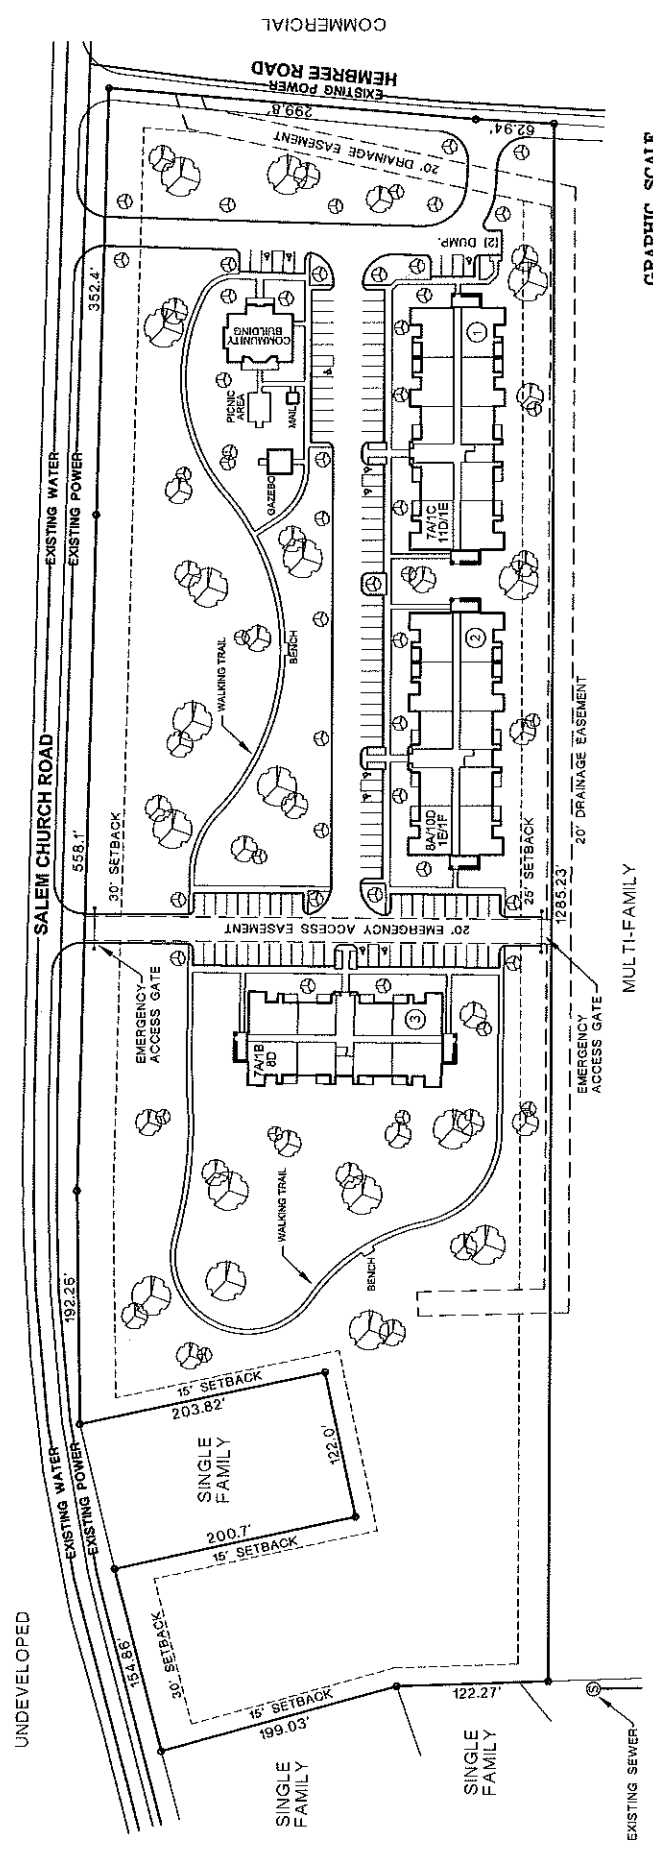 COMMERCIAL
HEMBREE ROAD
EXISTING POWER
299.8'
62.94'
20' DRAINAGE EASEMENT
(2) DUMP.
GRAPHIC SCALE
352.4'
COMMUNITY
BUILDING
PICNIC
AREA
MAIL
GAZEBO
1
7A/1C
11D/1E
EXISTING WATER
EXISTING POWER
SALEM CHURCH ROAD
558.1'
30' SETBACK
WALKING TRAIL
BENCH
2
8A/10D
1E/1F
25' SETBACK
20' DRAINAGE EASEMENT
1285.23'
MULTI-FAMILY
20' EMERGENCY ACCESS EASEMENT
EMERGENCY
ACCESS GATE
EMERGENCY
ACCESS GATE
3
7A/1B
8D
WALKING TRAIL
BENCH
192.26'
15' SETBACK
203.82'
122.0'
SINGLE
FAMILY
200.7'
15' SETBACK
EXISTING WATER
EXISTING POWER
154.86'
30' SETBACK
15' SETBACK
199.03'
122.27'
UNDEVELOPED
SINGLE
FAMILY
SINGLE
FAMILY
S
EXISTING SEWER